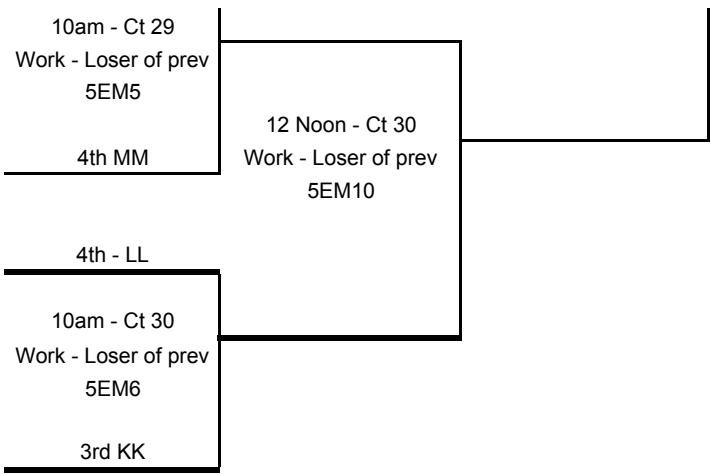 10am - Ct 29
Work - Loser of prev
5EM5
4th MM
12 Noon - Ct 30
Work - Loser of prev
5EM10
4th - LL
10am - Ct 30
Work - Loser of prev
5EM6
3rd KK